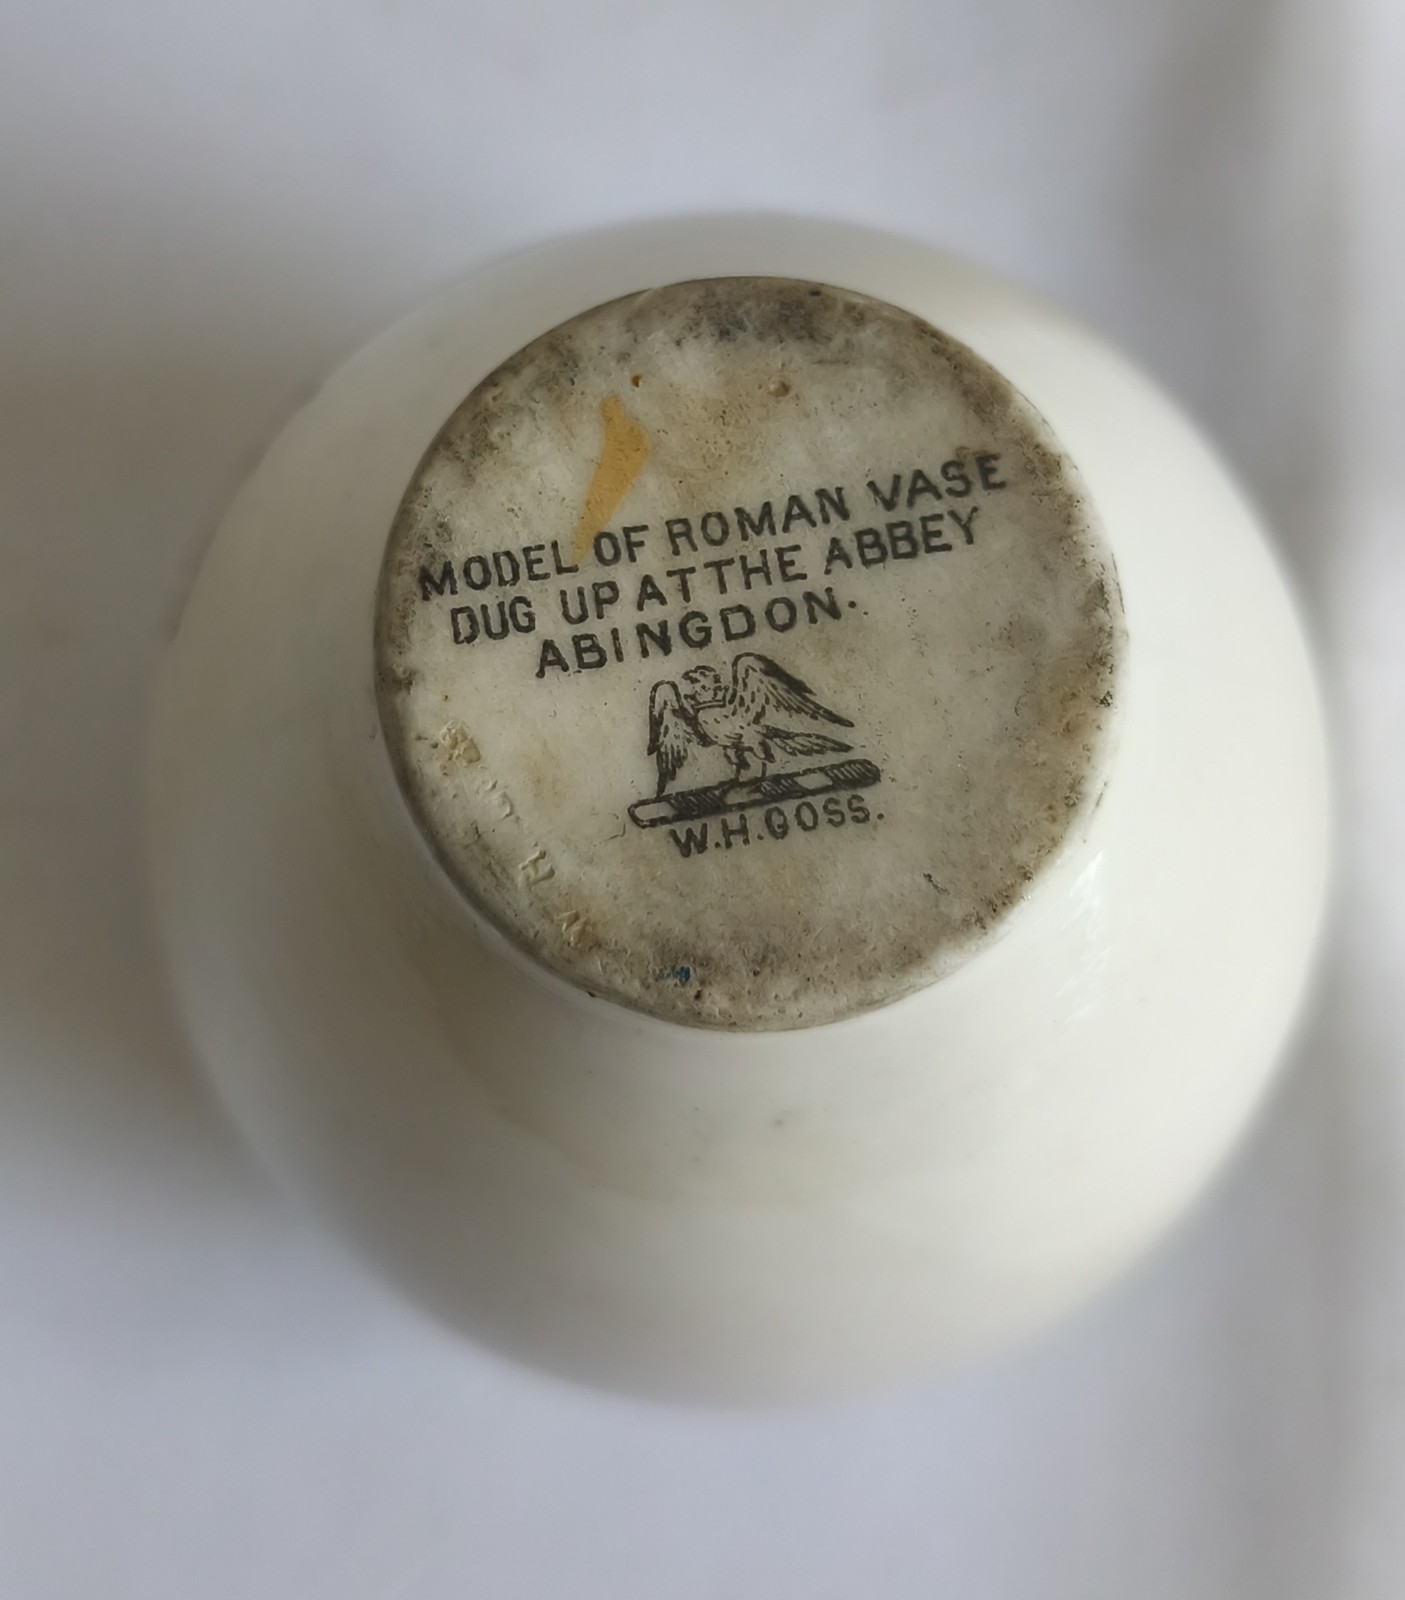 MODEL OF ROMAN VASE
DUG UP AT THE ABBEY
ABINGDON.
W.H.GOSS.